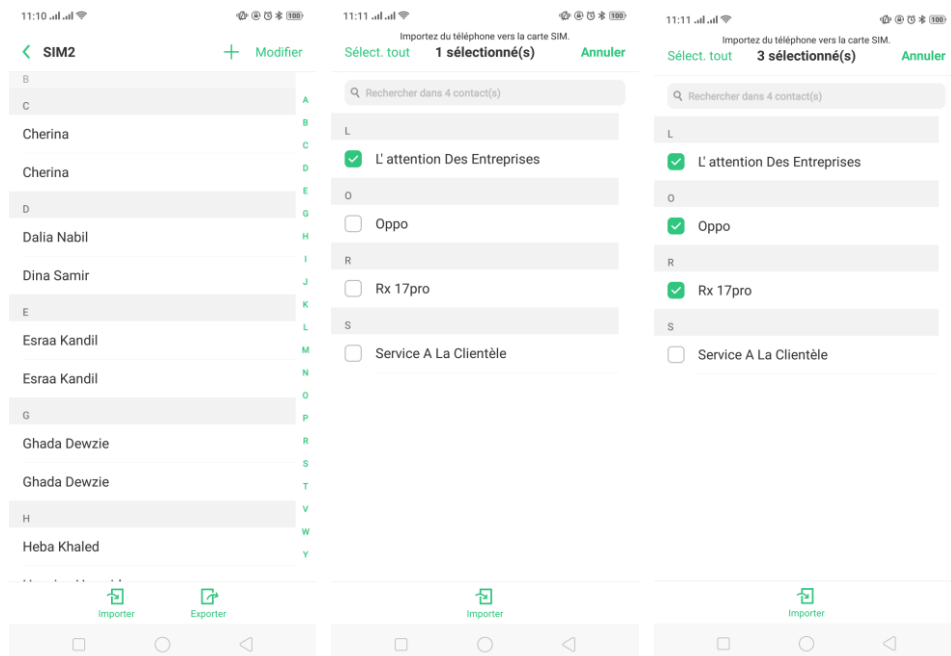 11:10
100
SIM2
Modifier
B
C
Cherina
Cherina
D
Dalia Nabil
Dina Samir
E
Esraa Kandil
Esraa Kandil
G
Ghada Dewzie
Ghada Dewzie
H
Heba Khaled
A
B
C
D
E
G
H
I
J
K
L
M
N
O
P
R
S
T
V
W
Y
Importer
Exporter
11:11
100
Importez du téléphone vers la carte SIM.
Sélect. tout
1 sélectionné(s)
Annuler
Rechercher dans 4 contact(s)
L
L' attention Des Entreprises
O
Oppo
R
Rx 17pro
S
Service A La Clientèle
Importer
11:11
100
Importez du téléphone vers la carte SIM.
Sélect. tout
3 sélectionné(s)
Annuler
Rechercher dans 4 contact(s)
L
L' attention Des Entreprises
O
Oppo
R
Rx 17pro
S
Service A La Clientèle
Importer